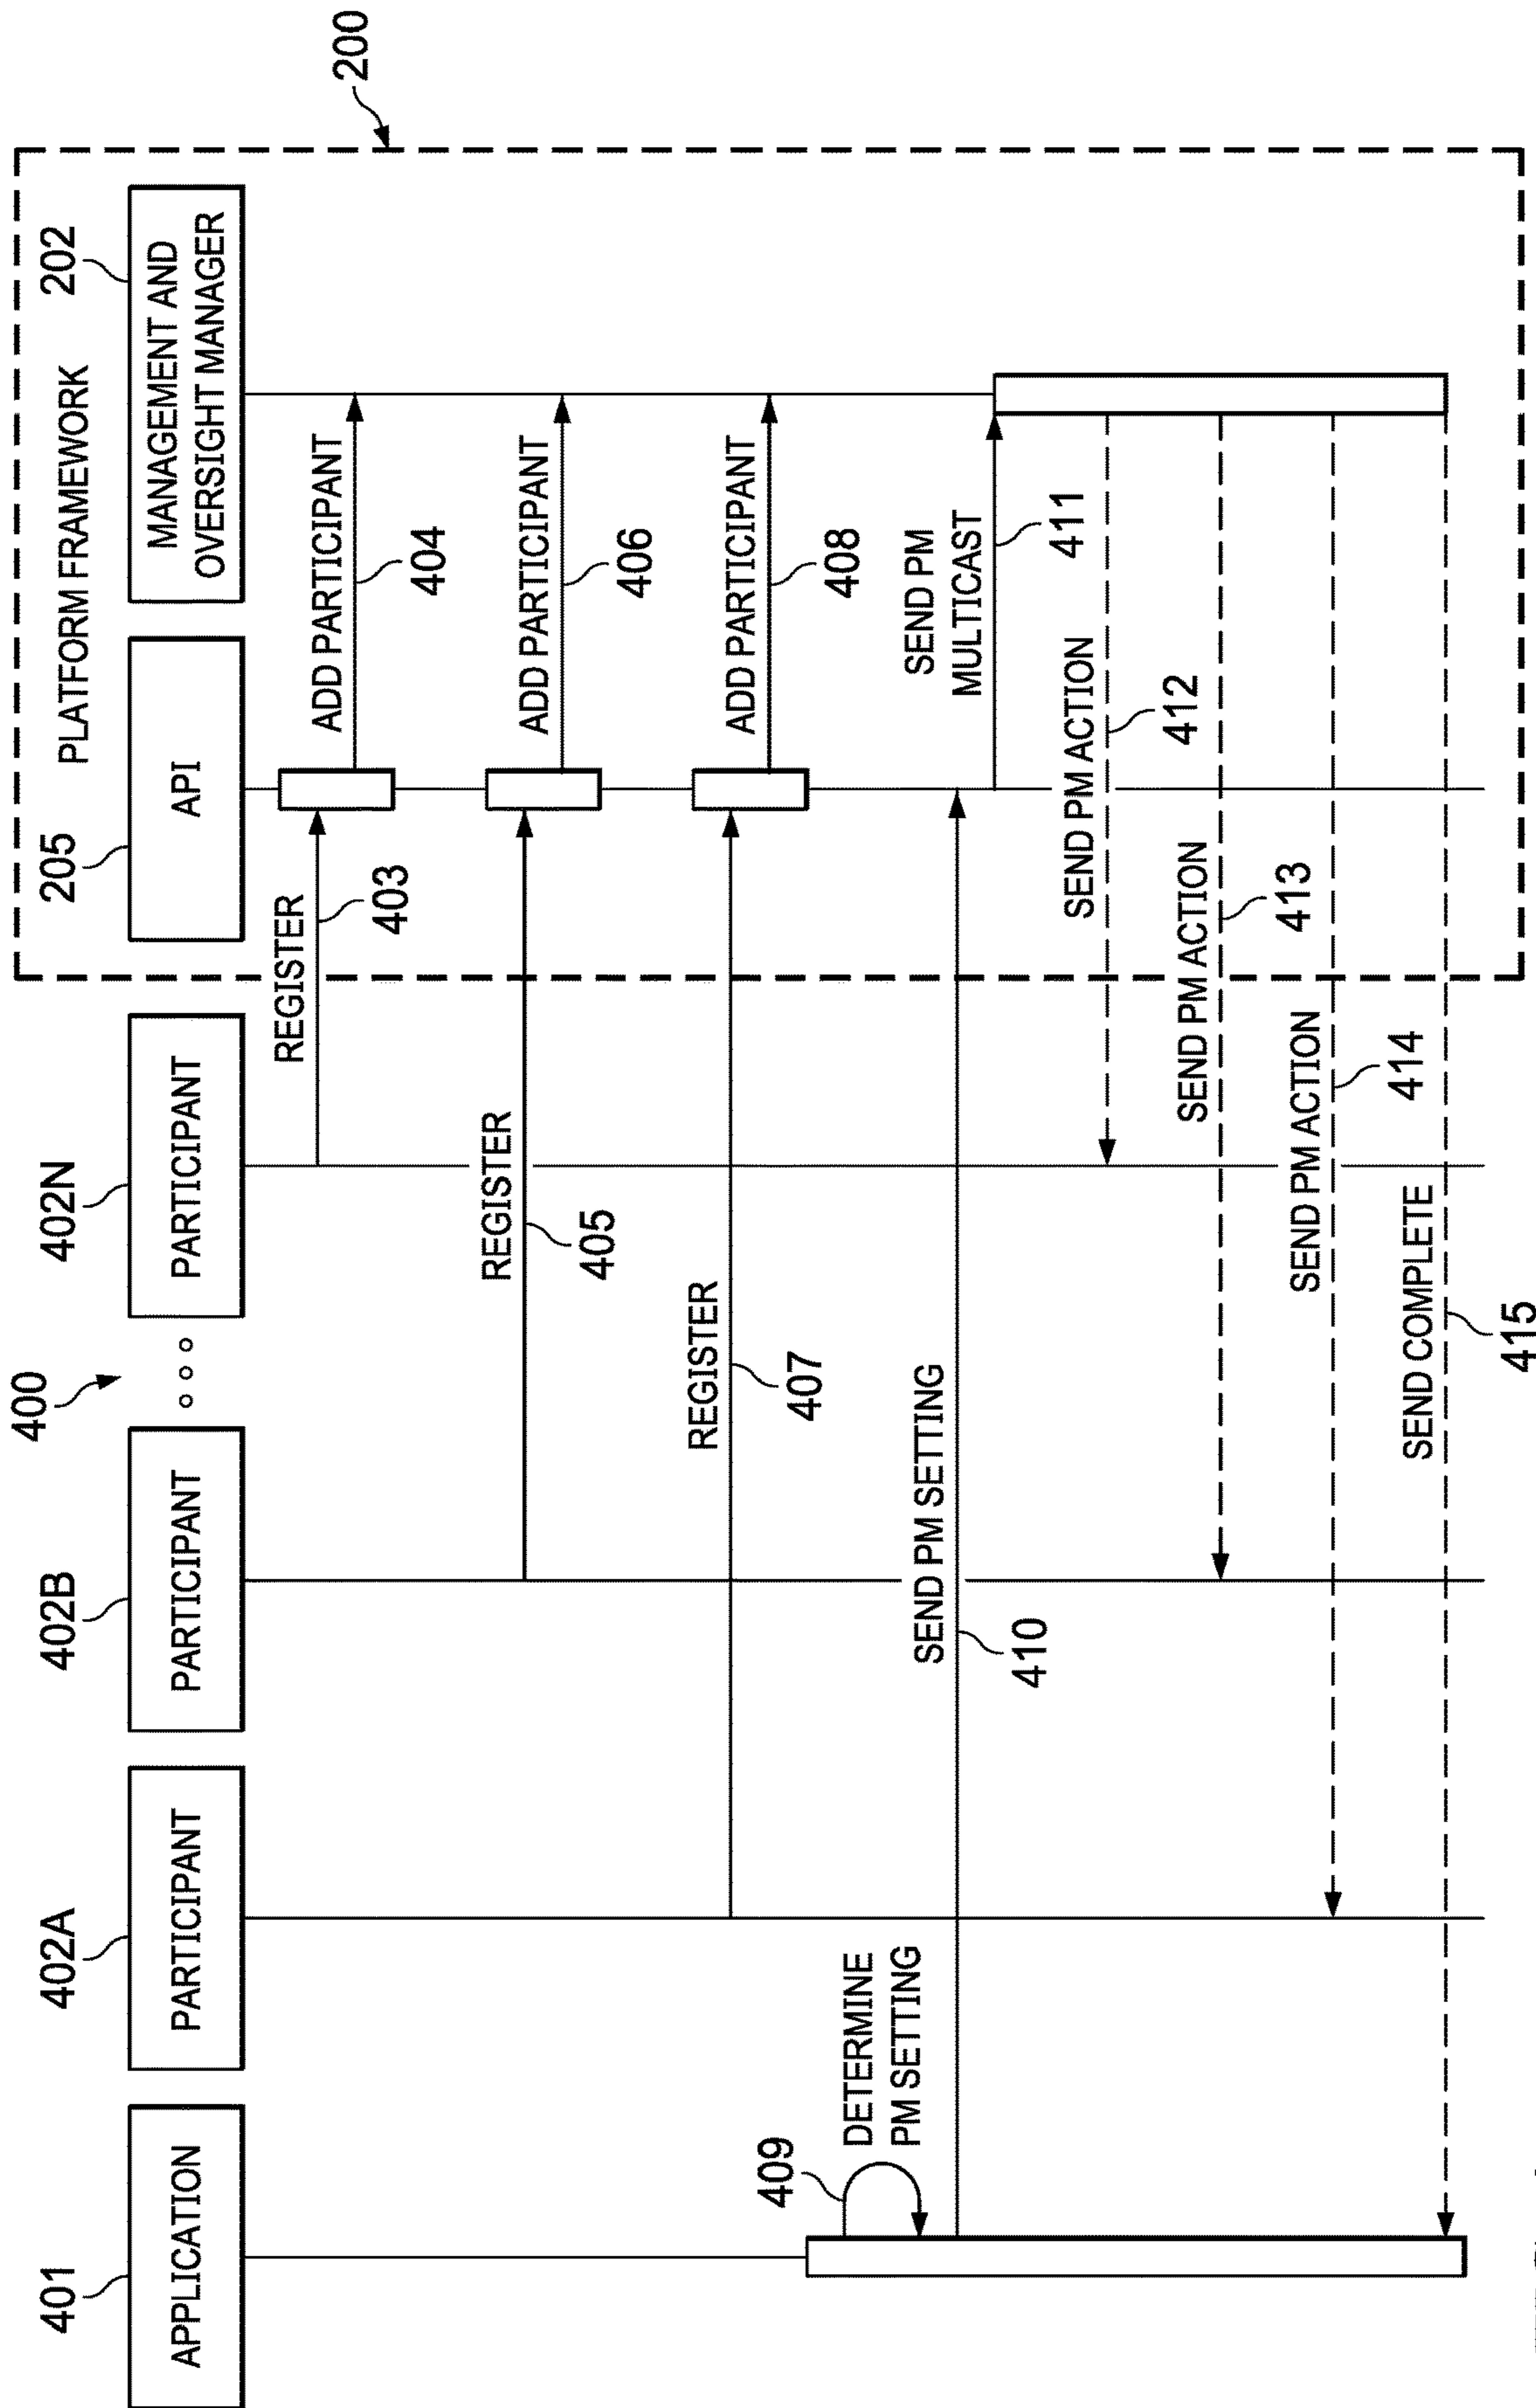 400
200
PLATFORM FRAMEWORK
401
402A
402B
402N
205
202
APPLICATION
PARTICIPANT
PARTICIPANT
PARTICIPANT
API
MANAGEMENT AND
OVERSIGHT MANAGER
REGISTER
403
ADD PARTICIPANT
404
REGISTER
405
ADD PARTICIPANT
406
REGISTER
407
ADD PARTICIPANT
408
409
DETERMINE
PM SETTING
SEND PM SETTING
410
SEND PM
MULTICAST
411
SEND PM ACTION
412
SEND PM ACTION
413
SEND PM ACTION
414
SEND COMPLETE
415